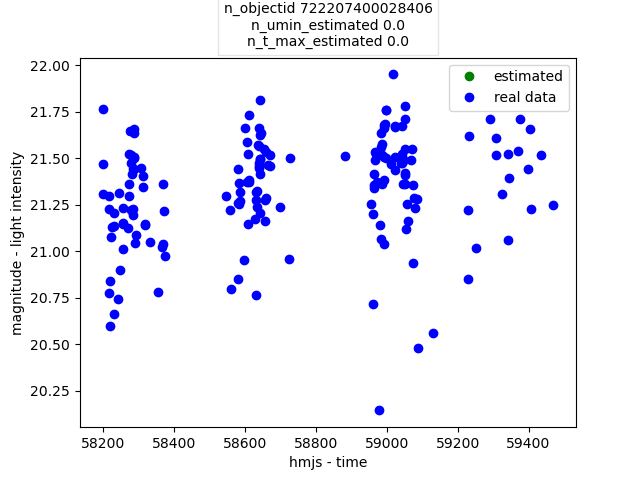 n_objectid 722207400028406
n_umin_estimated 0.0
n_t_max_estimated 0.0
22.00
21.75
21.50
21.25
21.00
20.75
20.50
20.25
magnitude - light intensity
estimated
real data
58200 58400 58600 58800 59000 59200 59400
hmjs - time